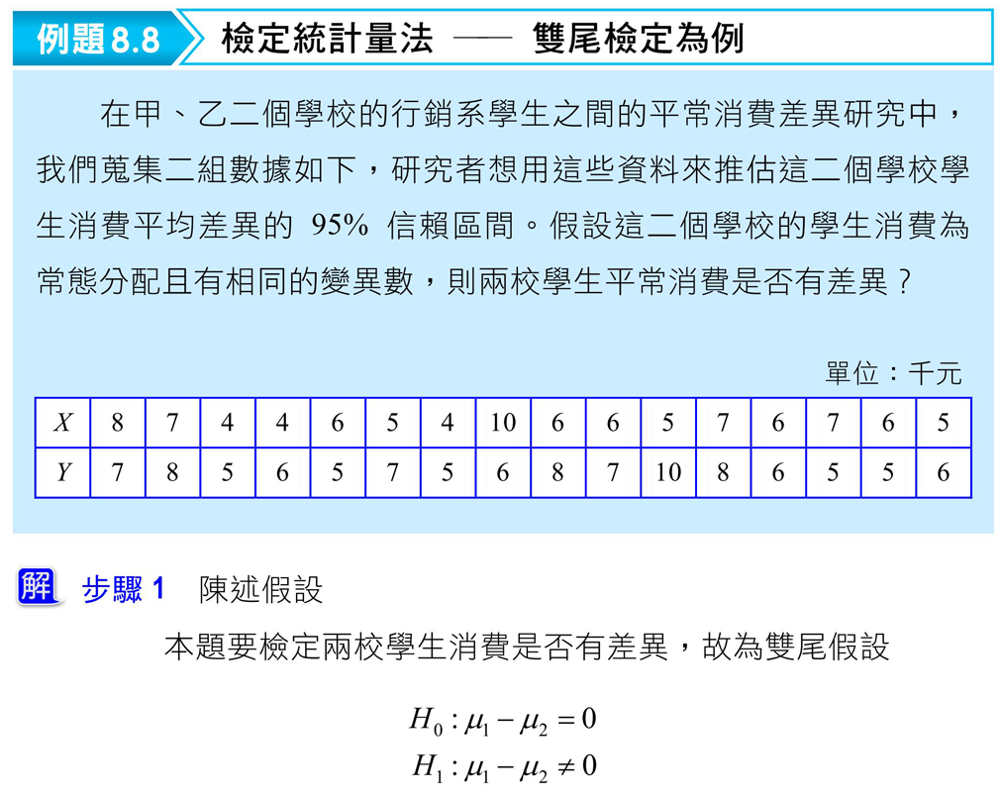 例題8.8 檢定統計量法 —— 雙尾檢定為例
在甲、乙二個學校的行銷系學生之間的平常消費差異研究中，
我們蒐集二組數據如下，研究者想用這些資料來推估這二個學校學
生消費平均差異的 95% 信賴區間。假設這二個學校的學生消費為
常態分配且有相同的變異數，則兩校學生平常消費是否有差異？
單位：千元
X 8 7 4 4 6 5 4 10 6 6 5 7 6 7 6 5
Y 7 8 5 6 5 7 5 6 8 7 10 8 6 5 5 6
解 步驟 1 陳述假設
本題要檢定兩校學生消費是否有差異，故為雙尾假設
H₀ : μ₁ − μ₂ = 0
H₁ : μ₁ − μ₂ ≠ 0